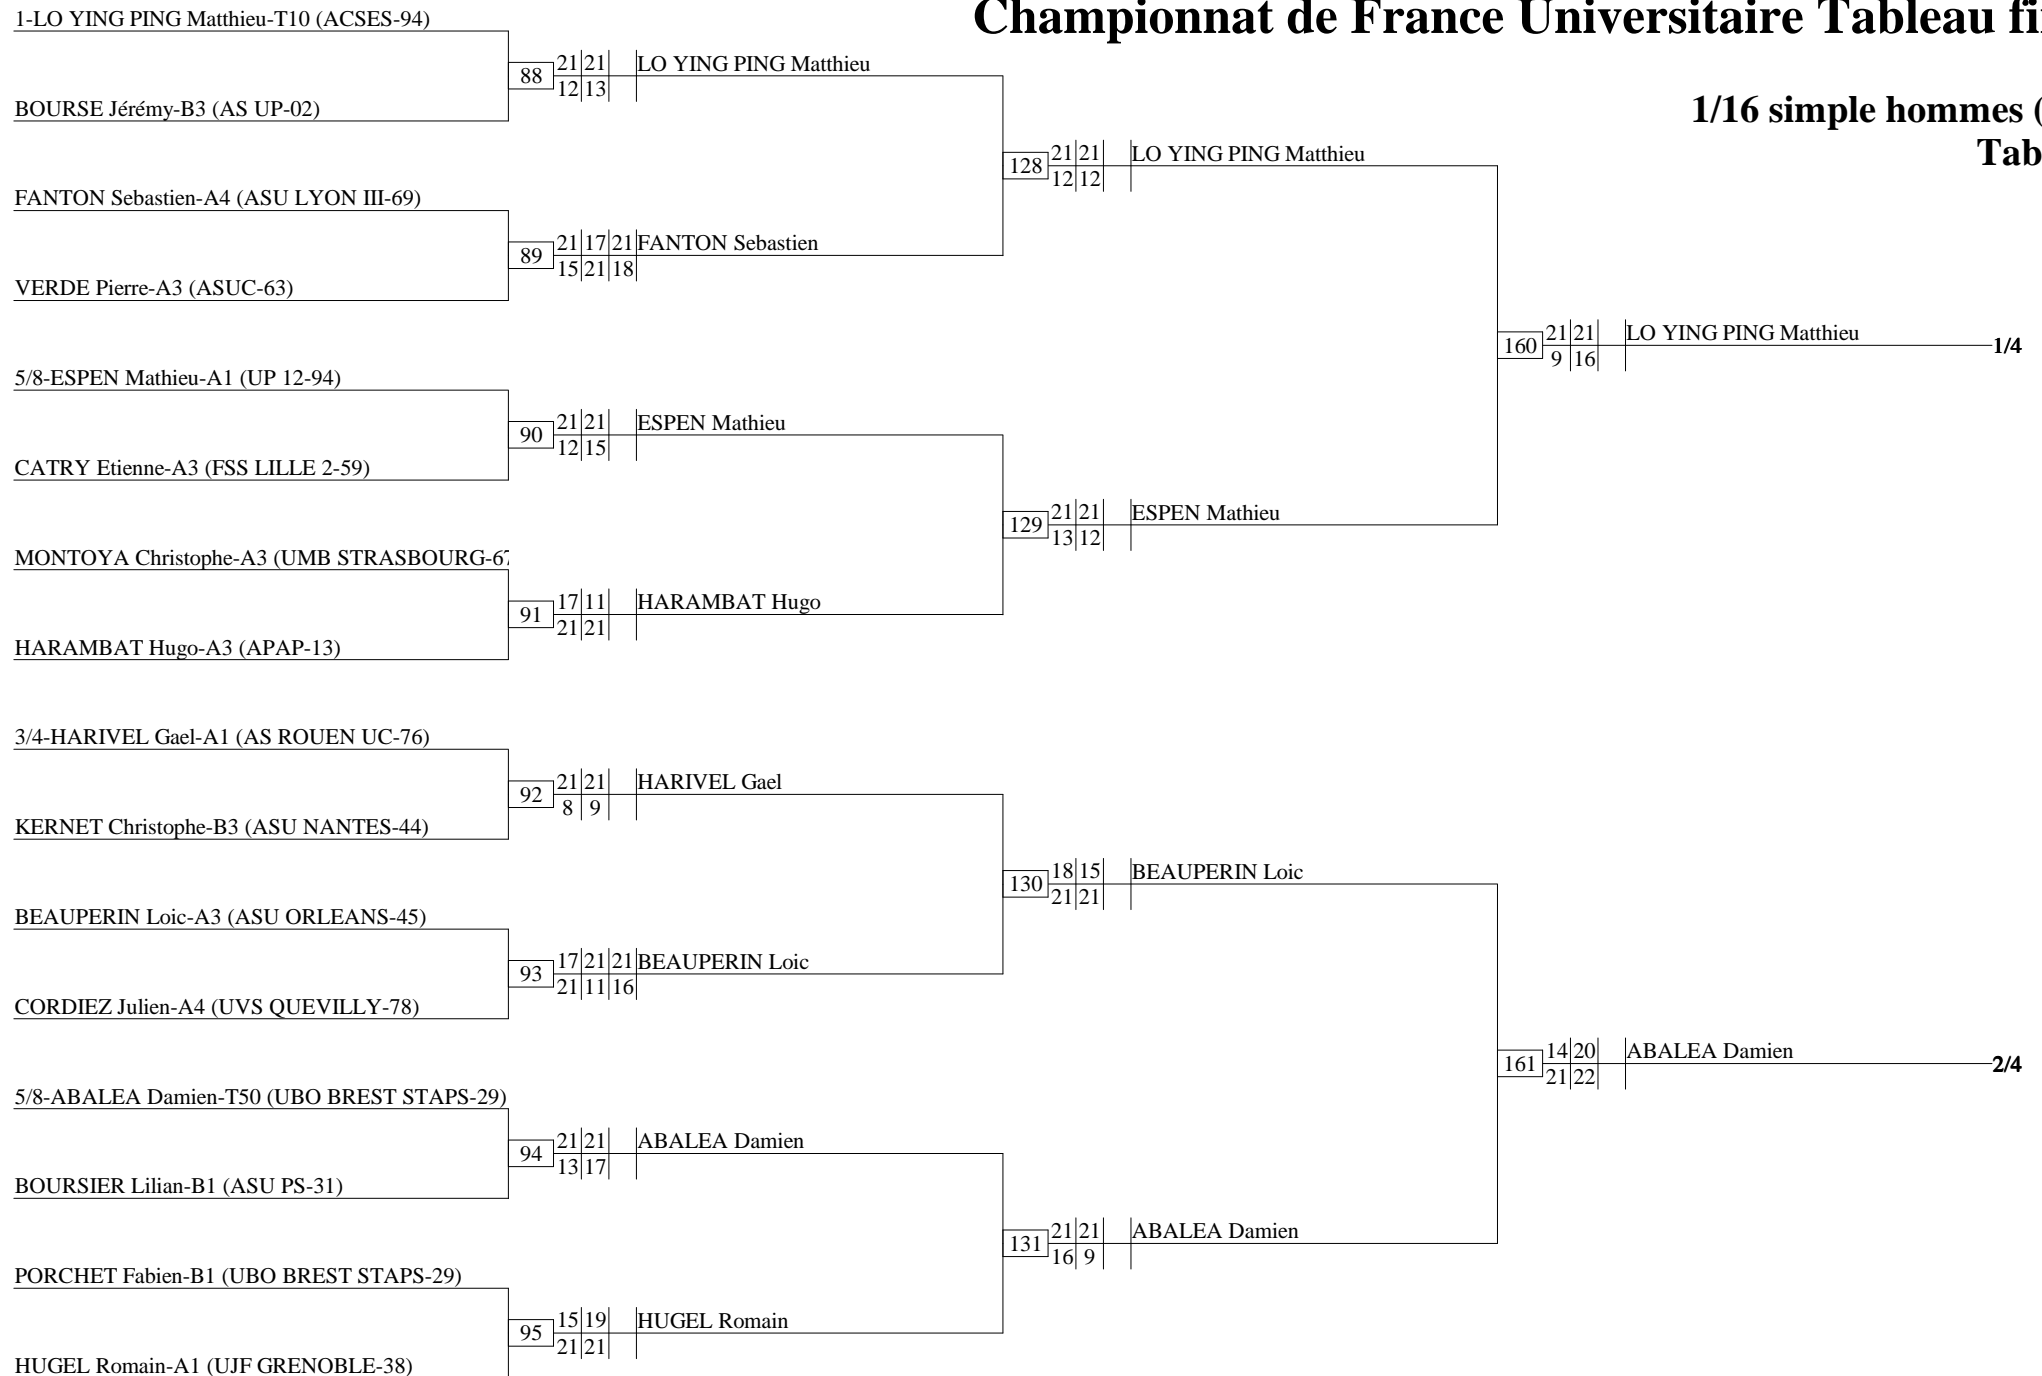 Championnat de France Universitaire Tableau fi
1/16 simple hommes (
Tab
1-LO YING PING Matthieu-T10 (ACSES-94)
88 21 21 LO YING PING Matthieu
12 13
BOURSE Jérémy-B3 (AS UP-02)
128 21 21 LO YING PING Matthieu
12 12
FANTON Sebastien-A4 (ASU LYON III-69)
89 21 17 21 FANTON Sebastien
15 21 18
VERDE Pierre-A3 (ASUC-63)
160 21 21 LO YING PING Matthieu 1/4
9 16
5/8-ESPEN Mathieu-A1 (UP 12-94)
90 21 21 ESPEN Mathieu
12 15
CATRY Etienne-A3 (FSS LILLE 2-59)
129 21 21 ESPEN Mathieu
13 12
MONTOYA Christophe-A3 (UMB STRASBOURG-67
91 17 11 HARAMBAT Hugo
21 21
HARAMBAT Hugo-A3 (APAP-13)
3/4-HARIVEL Gael-A1 (AS ROUEN UC-76)
92 21 21 HARIVEL Gael
8 9
KERNET Christophe-B3 (ASU NANTES-44)
130 18 15 BEAUPERIN Loic
21 21
BEAUPERIN Loic-A3 (ASU ORLEANS-45)
93 17 21 21 BEAUPERIN Loic
21 11 16
CORDIEZ Julien-A4 (UVS QUEVILLY-78)
161 14 20 ABALEA Damien 2/4
21 22
5/8-ABALEA Damien-T50 (UBO BREST STAPS-29)
94 21 21 ABALEA Damien
13 17
BOURSIER Lilian-B1 (ASU PS-31)
131 21 21 ABALEA Damien
16 9
PORCHET Fabien-B1 (UBO BREST STAPS-29)
95 15 19 HUGEL Romain
21 21
HUGEL Romain-A1 (UJF GRENOBLE-38)